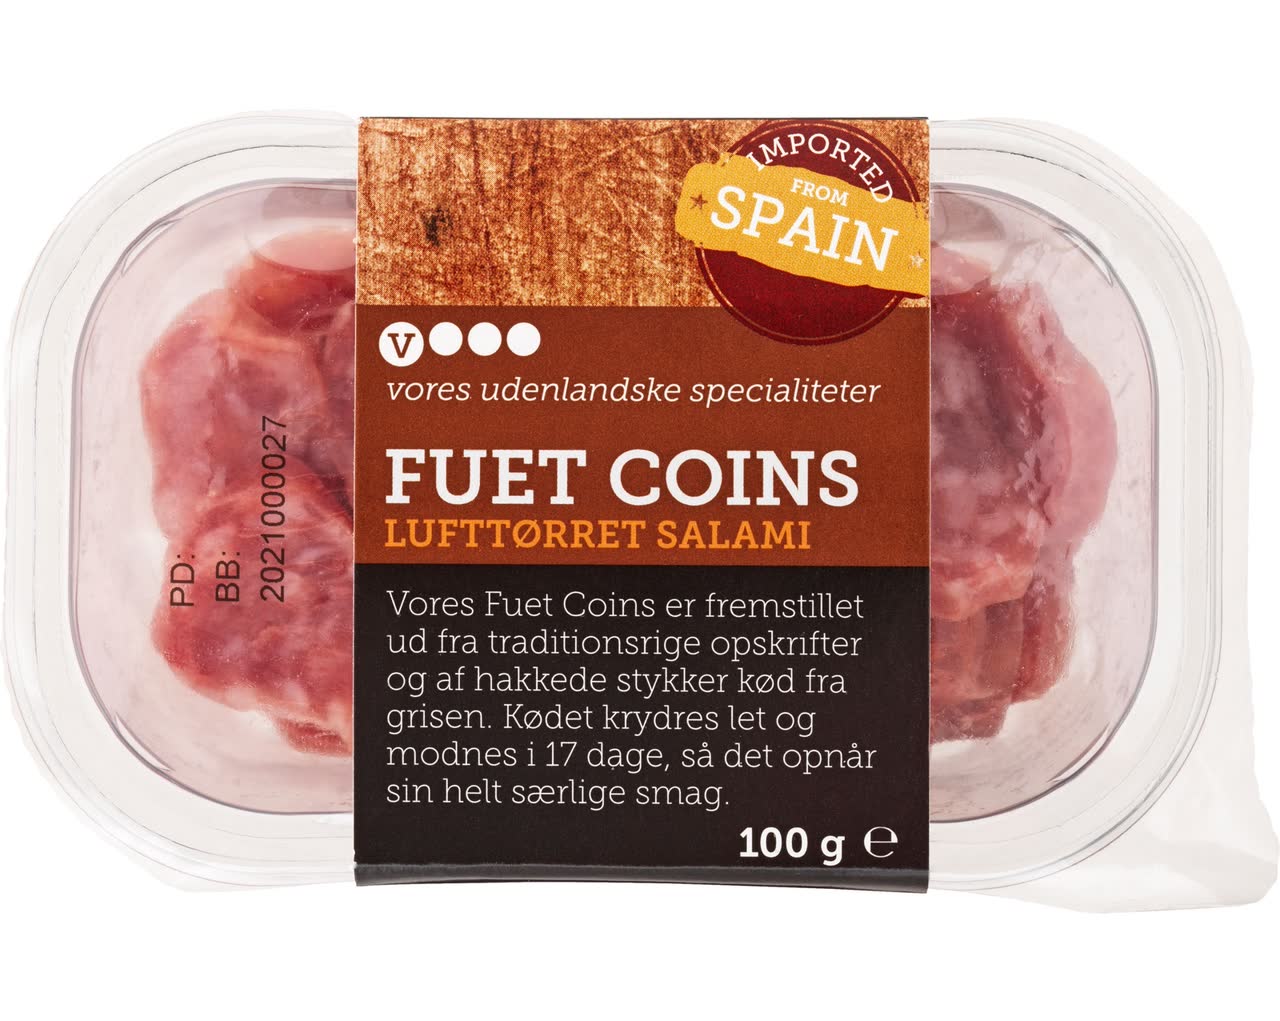 IMPORTED
FROM
SPAIN
V
vores udenlandske specialiteter
FUET COINS
LUFTTØRRET SALAMI
Vores Fuet Coins er fremstillet
ud fra traditionsrige opskrifter
og af hakkede stykker kød fra
grisen. Kødet krydres let og
modnes i 17 dage, så det opnår
sin helt særlige smag.
100 g ℮
PD:
BB:
2021000027